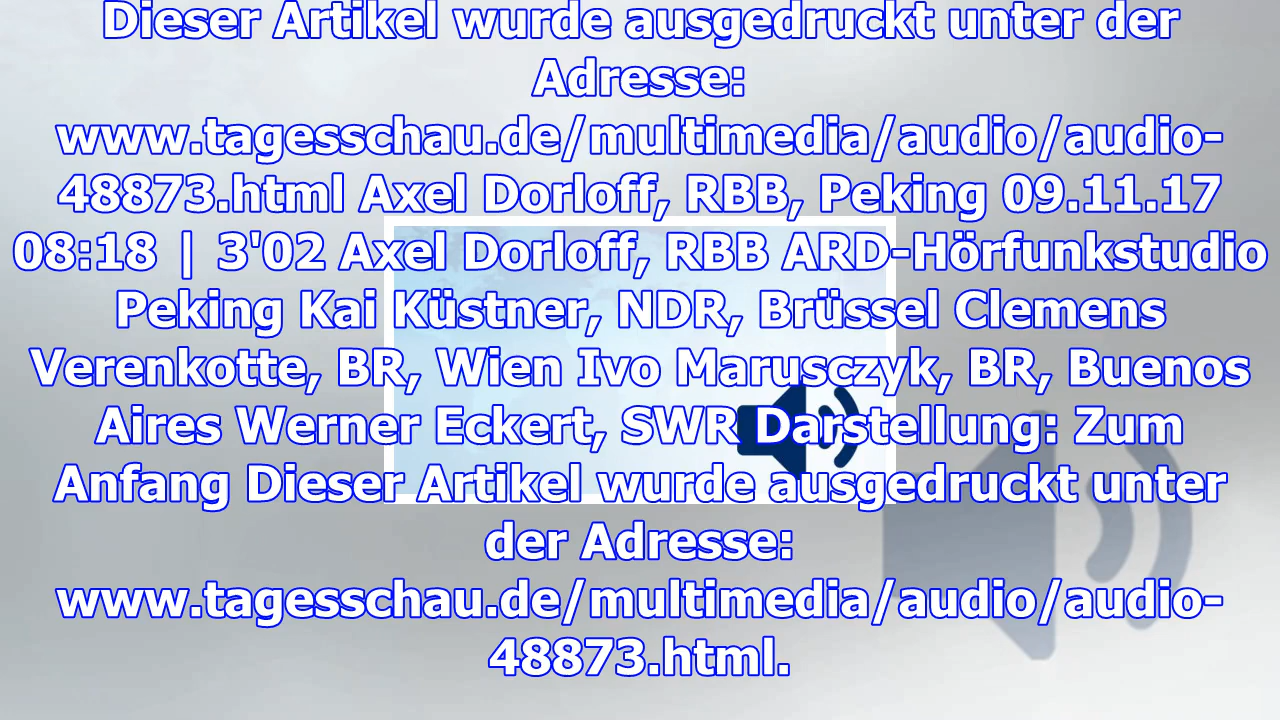 Dieser Artikel wurde ausgedruckt unter der
Adresse:
www.tagesschau.de/multimedia/audio/audio-
48873.html Axel Dorloff, RBB, Peking 09.11.17
08:18 | 3'02 Axel Dorloff, RBB ARD-Hörfunkstudio
Peking Kai Küstner, NDR, Brüssel Clemens
Verenkotte, BR, Wien Ivo Marusczyk, BR, Buenos
Aires Werner Eckert, SWR Darstellung: Zum
Anfang Dieser Artikel wurde ausgedruckt unter
der Adresse:
www.tagesschau.de/multimedia/audio/audio-
48873.html.